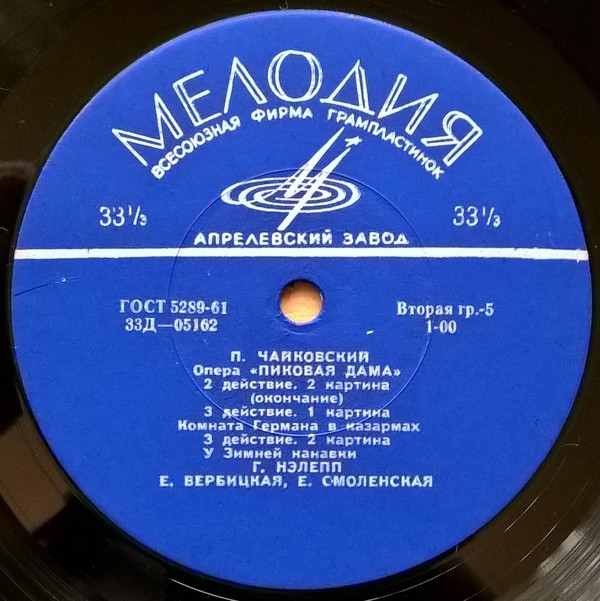 МЕЛОДИЯ
ВСЕСОЮЗНАЯ ФИРМА ГРАМПЛАСТИНОК
33⅓ 33⅓
АПРЕЛЕВСКИЙ ЗАВОД
ГОСТ 5289-61 Вторая гр.-5
33Д—05162 1-00
П. ЧАЙКОВСКИЙ
Опера «ПИКОВАЯ ДАМА»
2 действие. 2 картина
(окончание)
3 действие. 1 картина
Комната Германа в казармах
3 действие. 2 картина
У Зимней канавки
Г. НЭЛЕПП
Е. ВЕРБИЦКАЯ, Е. СМОЛЕНСКАЯ